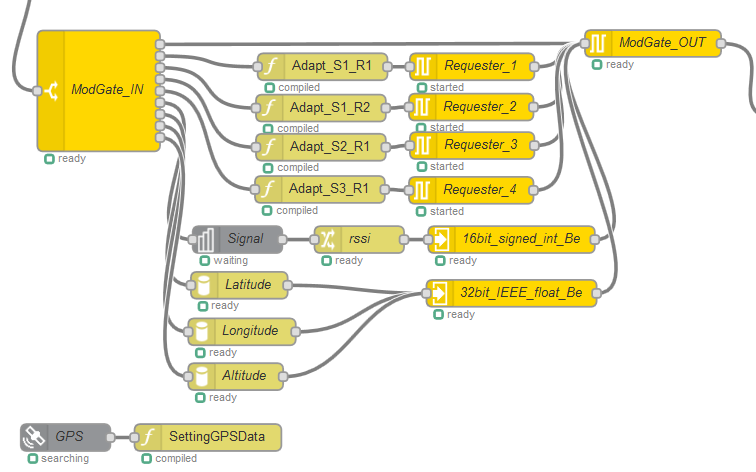 ModGate_IN
ready
ModGate_OUT
ready
Adapt_S1_R1
compiled
Requester_1
started
Adapt_S1_R2
compiled
Requester_2
started
Adapt_S2_R1
compiled
Requester_3
started
Adapt_S3_R1
compiled
Requester_4
started
Signal
waiting
rssi
ready
16bit_signed_int_Be
ready
Latitude
ready
32bit_IEEE_float_Be
ready
Longitude
ready
Altitude
ready
GPS
searching
SettingGPSData
compiled